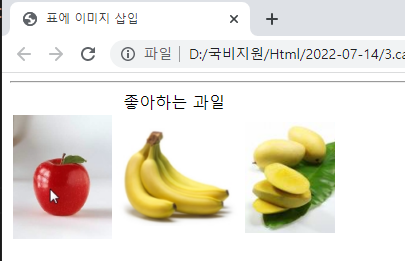 표에 이미지 삽입
파일 | D:/국비지원/Html/2022-07-14/3.ca
좋아하는 과일